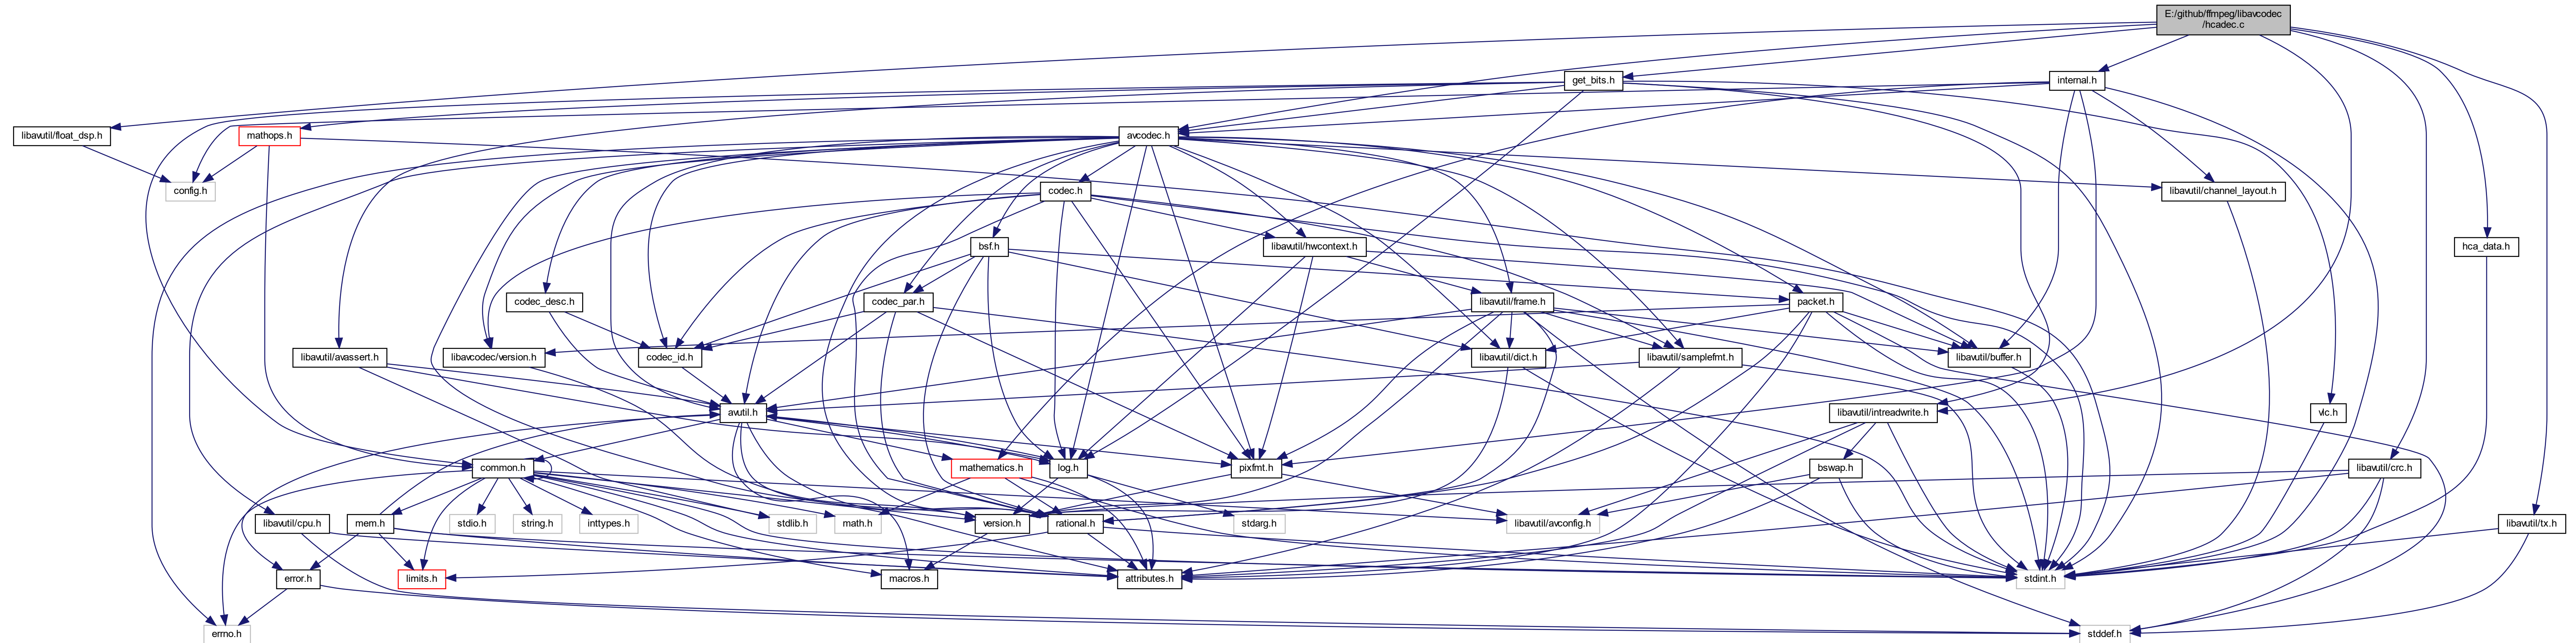 E:/github/ffmpeg/libavcodec
/hcadec.c
get_bits.h
internal.h
libavutil/float_dsp.h
mathops.h
avcodec.h
config.h
codec.h
libavutil/channel_layout.h
bsf.h
libavutil/hwcontext.h
hca_data.h
codec_desc.h
codec_par.h
libavutil/frame.h
packet.h
libavutil/avassert.h
libavcodec/version.h
codec_id.h
libavutil/dict.h
libavutil/samplefmt.h
libavutil/buffer.h
avutil.h
libavutil/intreadwrite.h
vlc.h
common.h
mathematics.h
log.h
pixfmt.h
bswap.h
libavutil/crc.h
libavutil/cpu.h
mem.h
stdio.h
string.h
inttypes.h
stdlib.h
math.h
version.h
rational.h
stdarg.h
libavutil/avconfig.h
libavutil/tx.h
error.h
limits.h
macros.h
attributes.h
stdint.h
errno.h
stddef.h